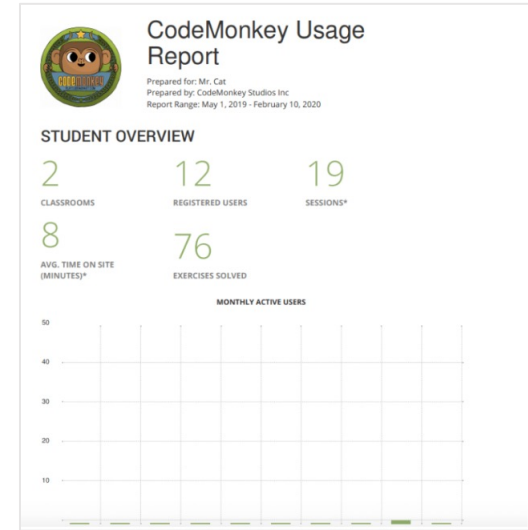 CODEMONKEY
CodeMonkey Usage
Report
Prepared for: Mr. Cat
Prepared by: CodeMonkey Studios Inc
Report Range: May 1, 2019 - February 10, 2020
STUDENT OVERVIEW
2
12
19
CLASSROOMS
REGISTERED USERS
SESSIONS*
8
76
AVG. TIME ON SITE
(MINUTES)*
EXERCISES SOLVED
MONTHLY ACTIVE USERS
50
40
30
20
10